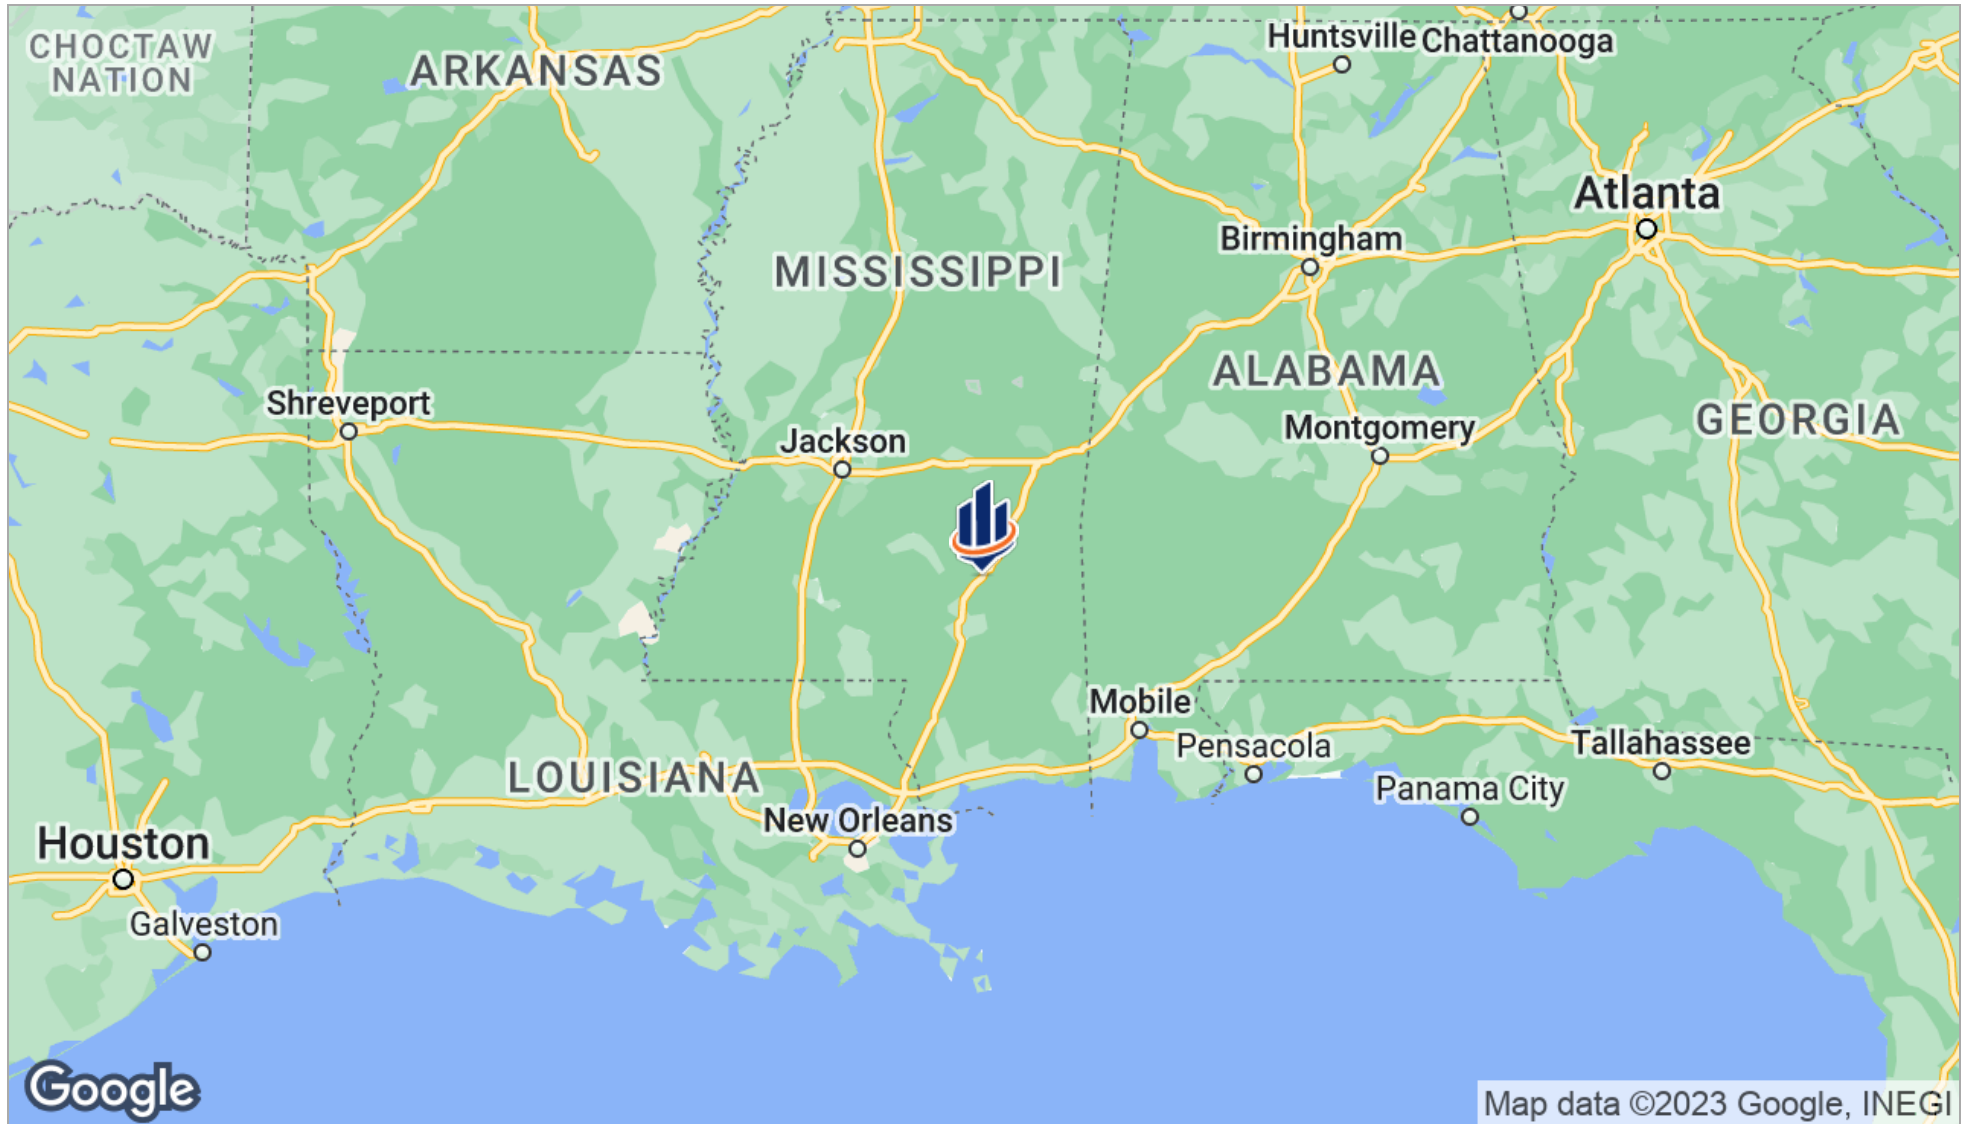 CHOCTAW
NATION
ARKANSAS
Huntsville
Chattanooga
Atlanta
Birmingham
MISSISSIPPI
ALABAMA
Shreveport
Jackson
Montgomery
GEORGIA
Mobile
Pensacola
Tallahassee
LOUISIANA
Panama City
New Orleans
Houston
Galveston
Google
Map data ©2023 Google, INEGI